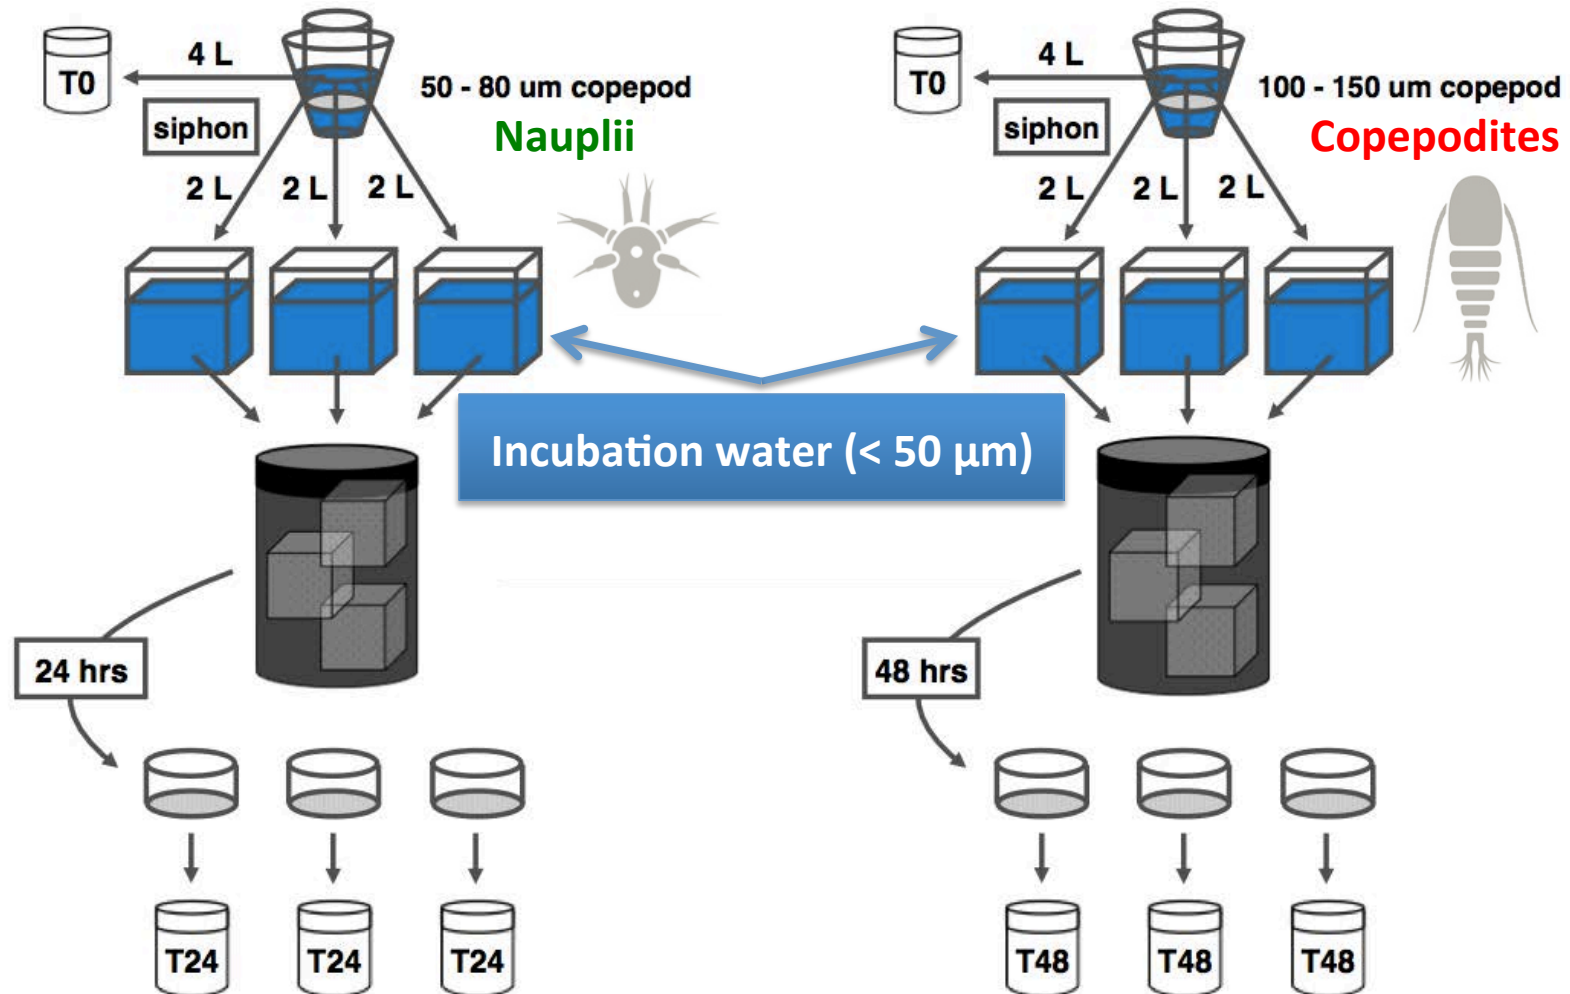 T0
4 L
siphon
50 - 80 um copepod
Nauplii
2 L
2 L
2 L
T0
4 L
siphon
100 - 150 um copepod
Copepodites
2 L
2 L
2 L
Incubation water (< 50 μm)
24 hrs
48 hrs
T24
T24
T24
T48
T48
T48